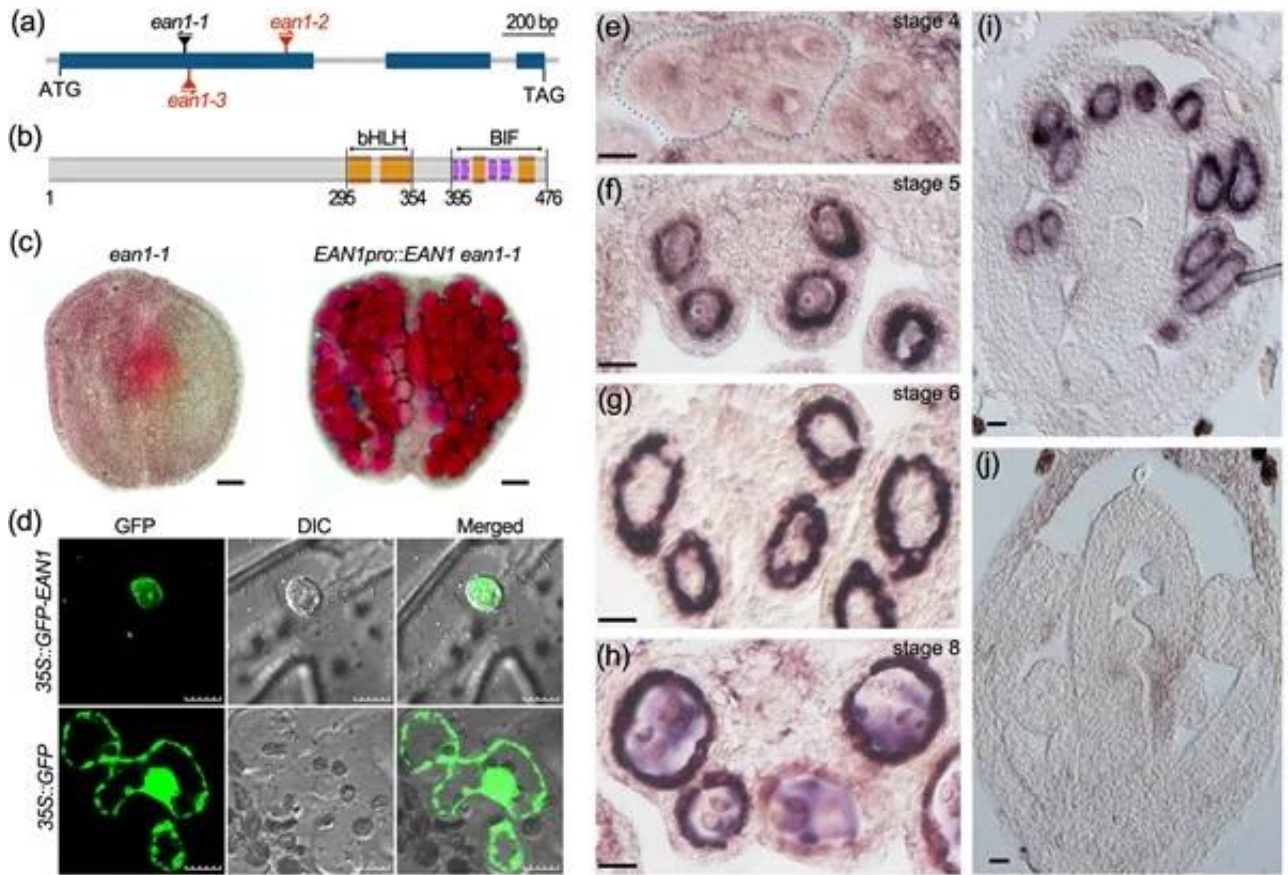 (a)
ean1-1
ean1-2
200 bp
ATG
ean1-3
TAG
(b)
bHLH
BIF
1
295
354
395
476
(c)
ean1-1
EAN1pro::EAN1 ean1-1
(d)
GFP
DIC
Merged
35S::GFP-EAN1
35S::GFP
(e)
stage 4
(f)
stage 5
(g)
stage 6
(h)
stage 8
(i)
(j)